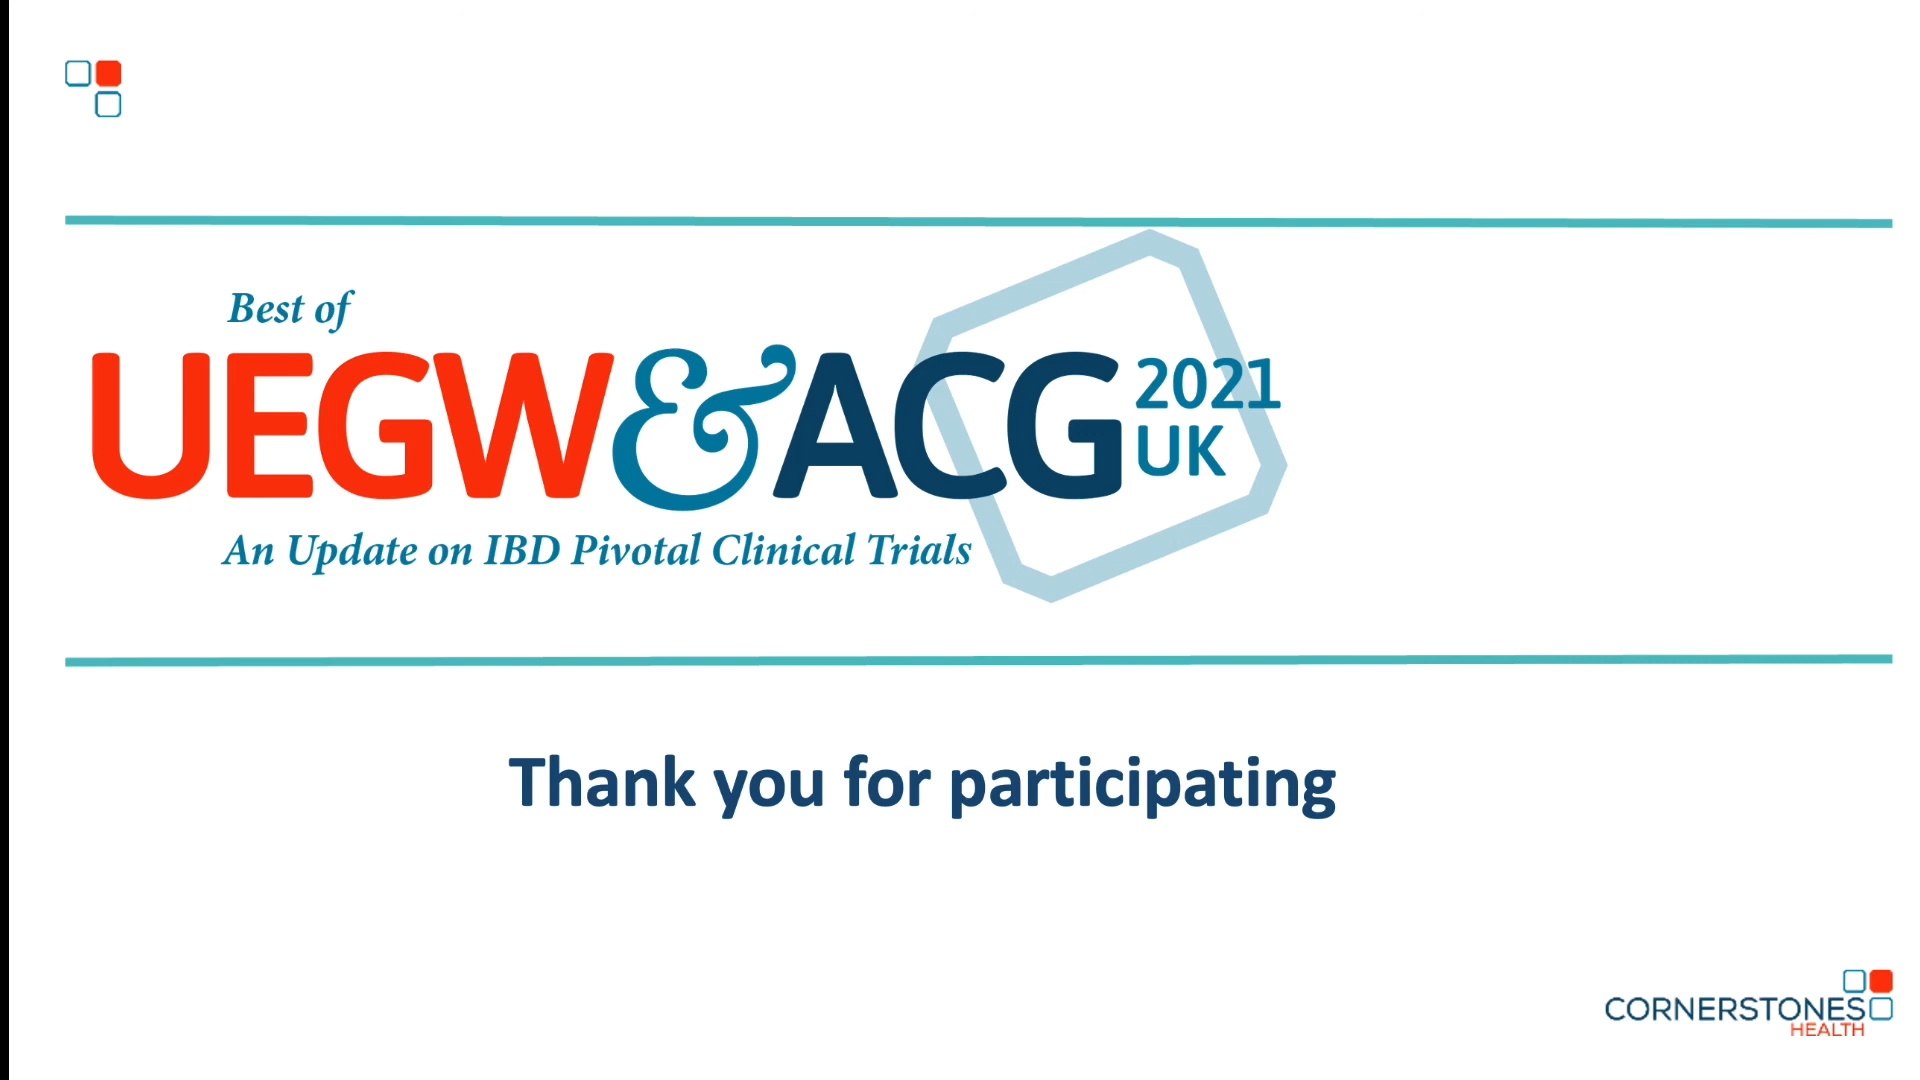 Best of
UEGW & ACG 2021 UK
An Update on IBD Pivotal Clinical Trials
Thank you for participating
CORNERSTONES
HEALTH